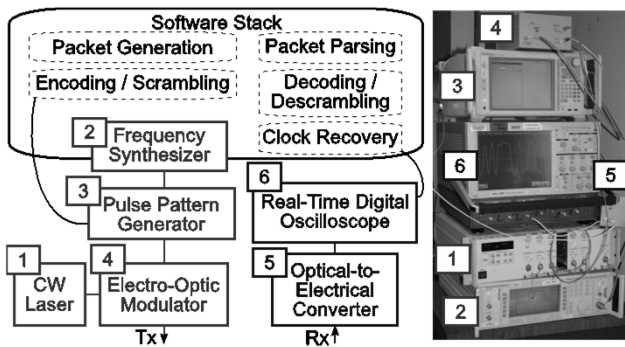 Software Stack
Packet Generation
Encoding / Scrambling
Packet Parsing
Decoding /
Descrambling
Clock Recovery
2
Frequency
Synthesizer
3
Pulse Pattern
Generator
1
CW
Laser
4
Electro-Optic
Modulator
Tx
6
Real-Time Digital
Oscilloscope
5
Optical-to-
Electrical
Converter
Rx
4
3
6
5
1
2